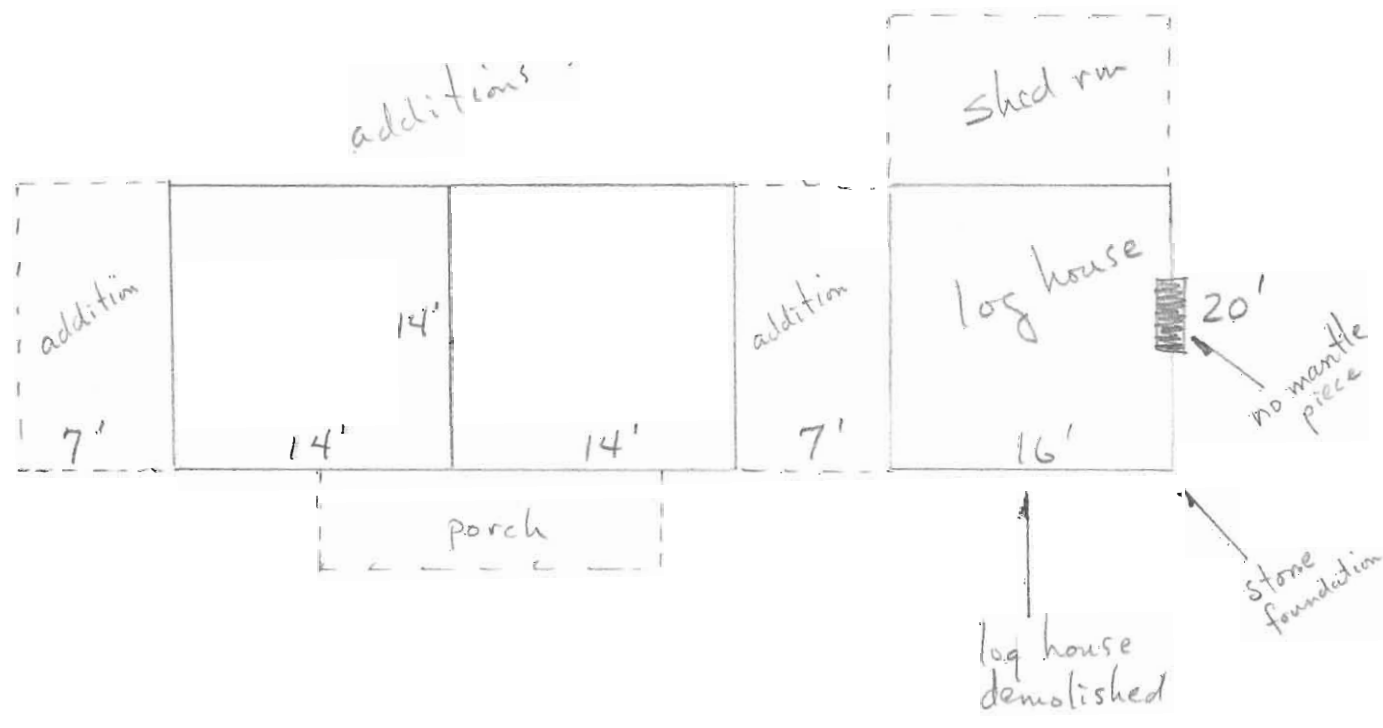 additions
shed rm
addition
14'
addition
log house
20'
no mantle
piece
7'
14'
14'
7'
16'
porch
stone
foundation
log house
demolished